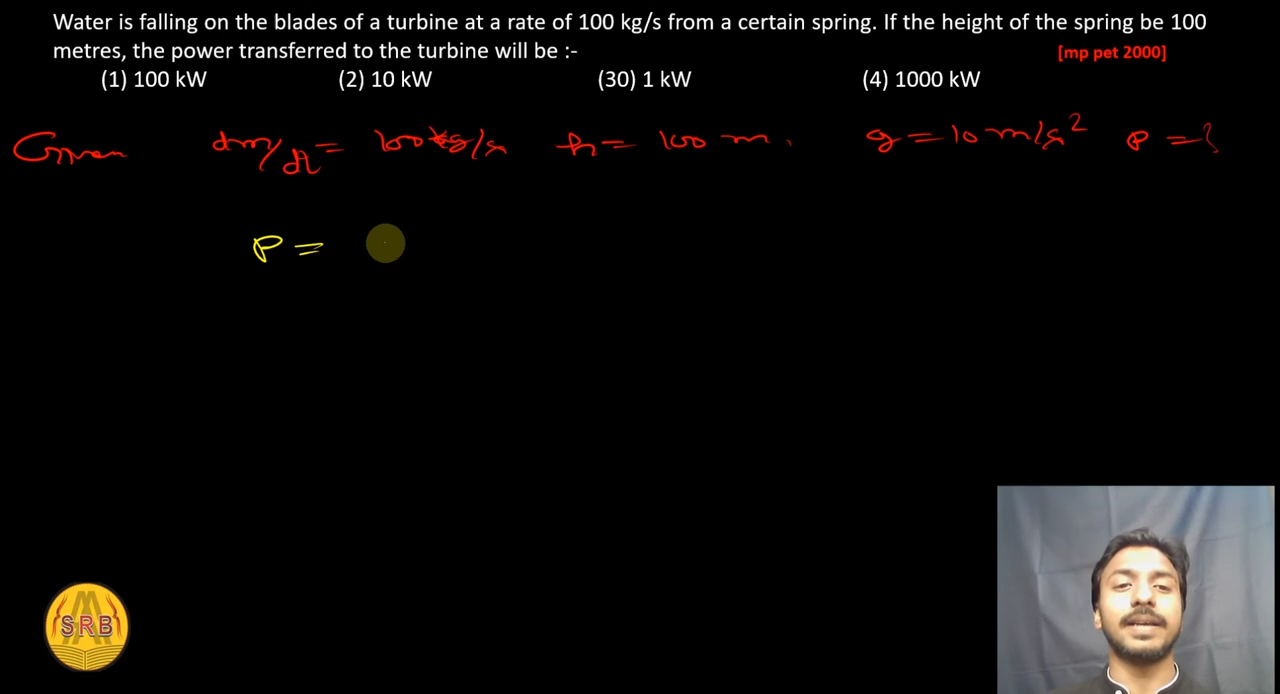 Water is falling on the blades of a turbine at a rate of 100 kg/s from a certain spring. If the height of the spring be 100
metres, the power transferred to the turbine will be :-
[mp pet 2000]
(1) 100 kW (2) 10 kW (30) 1 kW (4) 1000 kW
Given dm/dt = 100 kg/s h = 100 m. g = 10 m/s² P = ?
P =
SRB